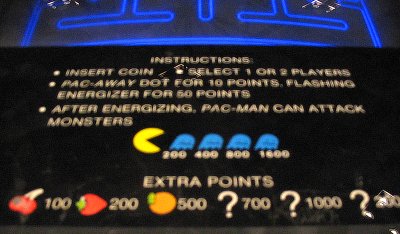 INSTRUCTIONS:
• INSERT COIN • SELECT 1 OR 2 PLAYERS
• PAC-AWAY DOT FOR 10 POINTS, FLASHING
ENERGIZER FOR 50 POINTS
• AFTER ENERGIZING, PAC-MAN CAN ATTACK
MONSTERS
200 400 800 1600
EXTRA POINTS
100 200 500 ? 700 ? 1000 ?